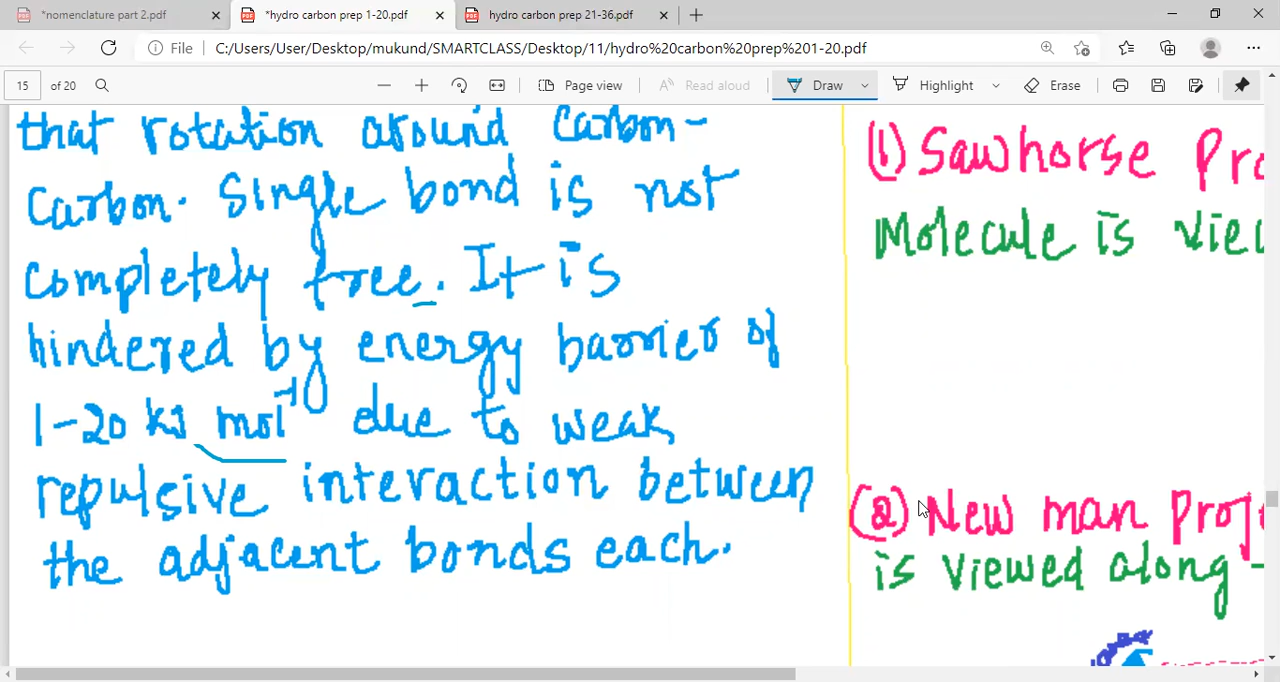 *nomenclature part 2.pdf
*hydro carbon prep 1-20.pdf
hydro carbon prep 21-36.pdf
File
C:/Users/User/Desktop/mukund/SMARTCLASS/Desktop/11/hydro%20carbon%20prep%201-20.pdf
15 of 20
Page view
Read aloud
Draw
Highlight
Erase
that rotation around carbon-
carbon. single bond is not
completely free. It is
hindered by energy barrier of
1-20 kJ mol⁻¹ due to weak
repulsive interaction between
the adjacent bonds each.
(1) Sawhorse Pro
Molecule is vie
(2) New man Proj
is viewed along